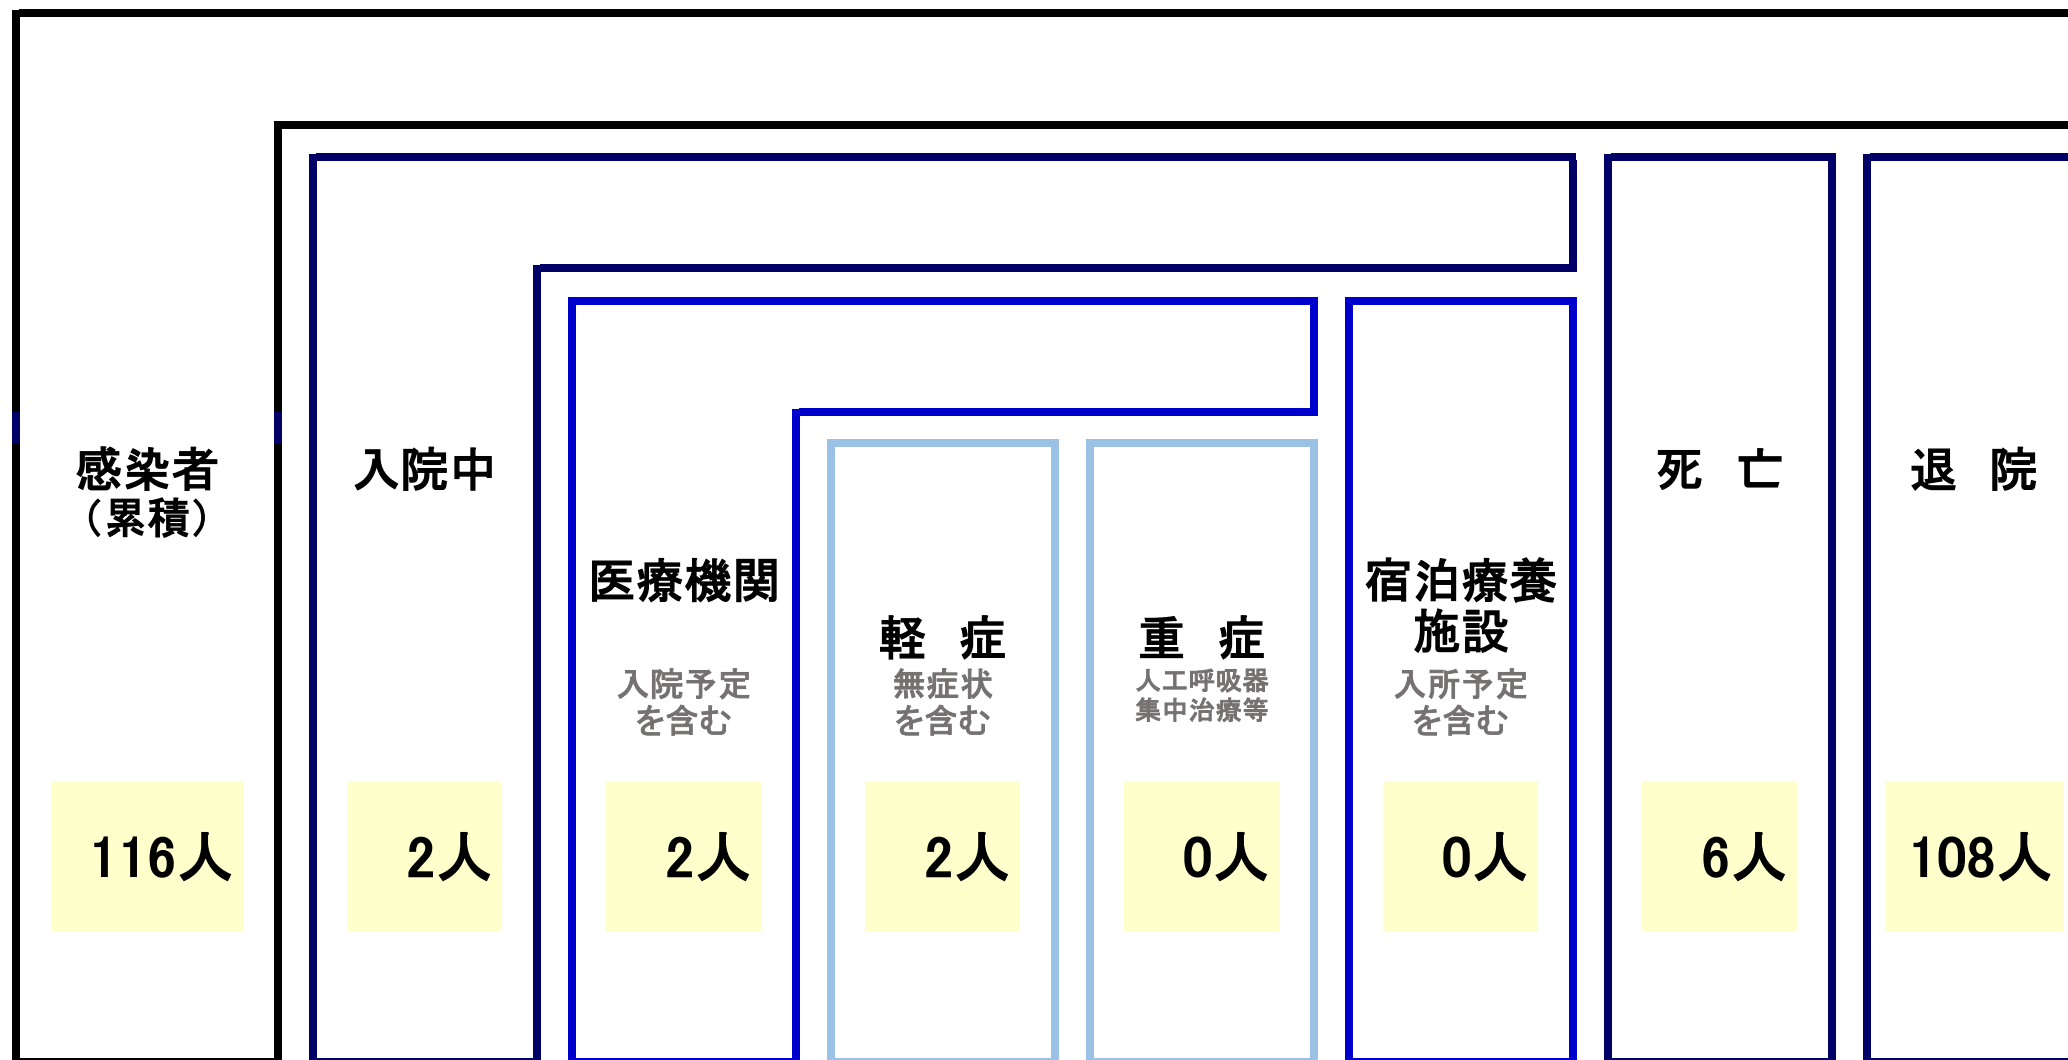 感染者
（累積）
116人
入院中
2人
医療機関
入院予定
を含む
2人
軽 症
無症状
を含む
2人
重 症
人工呼吸器
集中治療等
0人
宿泊療養
施設
入所予定
を含む
0人
死 亡
6人
退 院
108人